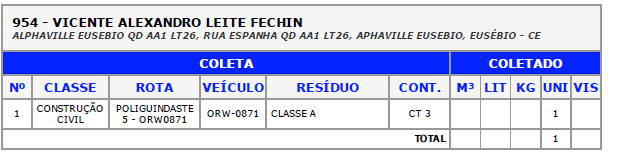 954 - VICENTE ALEXANDRO LEITE FECHIN
ALPHAVILLE EUSEBIO QD AA1 LT26, RUA ESPANHA QD AA1 LT26, APHAVILLE EUSEBIO, EUSÉBIO - CE
COLETA COLETADO
Nº CLASSE ROTA VEÍCULO RESÍDUO CONT. M³ LIT KG UNI VIS
1 CONSTRUÇÃO CIVIL POLIGUINDASTE 5 - ORW0871 ORW-0871 CLASSE A CT 3 1
TOTAL 1